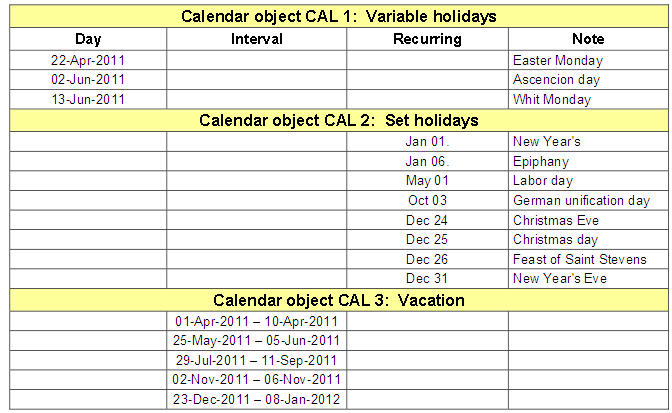 Calendar object CAL 1: Variable holidays
Day Interval Recurring Note
22-Apr-2011 Easter Monday
02-Jun-2011 Ascencion day
13-Jun-2011 Whit Monday
Calendar object CAL 2: Set holidays
Jan 01. New Year's
Jan 06. Epiphany
May 01 Labor day
Oct 03 German unification day
Dec 24 Christmas Eve
Dec 25 Christmas day
Dec 26 Feast of Saint Stevens
Dec 31 New Year's Eve
Calendar object CAL 3: Vacation
01-Apr-2011 – 10-Apr-2011
25-May-2011 – 05-Jun-2011
29-Jul-2011 – 11-Sep-2011
02-Nov-2011 – 06-Nov-2011
23-Dec-2011 – 08-Jan-2012